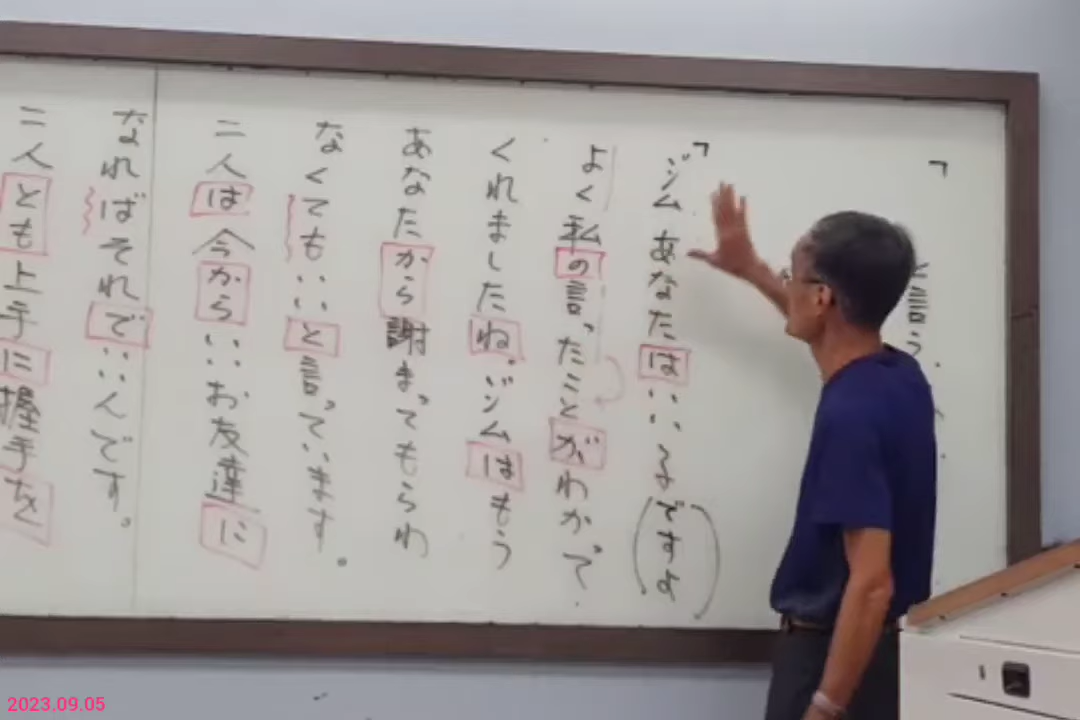 」
と言う
「ジム あなたはいい子(ですよ)
よく私の言ったことがわかって
くれましたね。ジムはもう
あなたから謝まってもらわ
なくてもいいと言っています。
二人は今からいいお友達に
なればそれでいいんです。
二人とも上手に握手を
2023.09.05